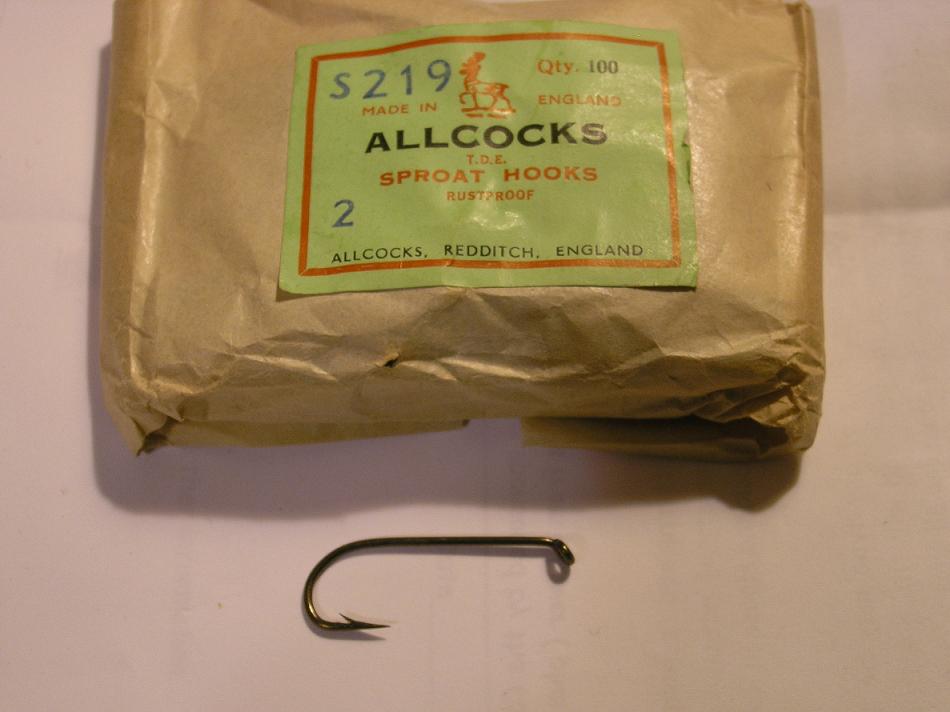 S219 Qty. 100
MADE IN ENGLAND
ALLCOCKS
T.D.E.
SPROAT HOOKS
RUSTPROOF
2
ALLCOCKS, REDDITCH, ENGLAND